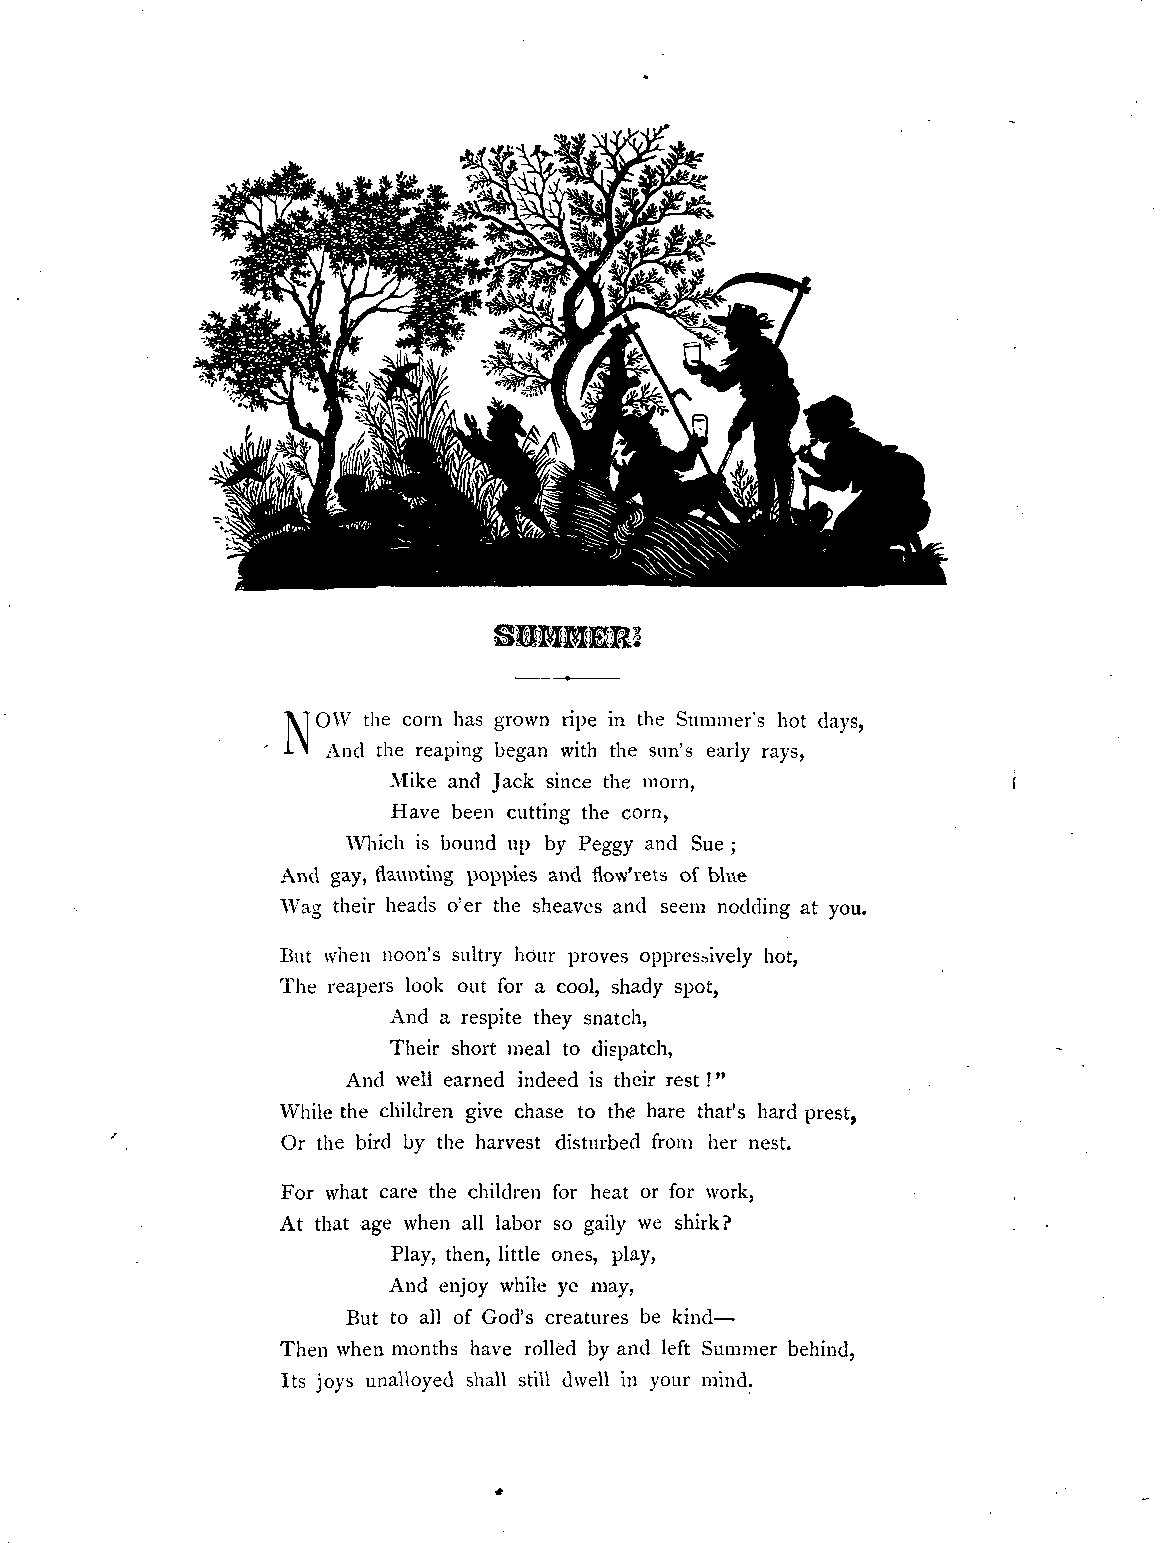 SUMMER:
NOW the corn has grown ripe in the Summer's hot days,
And the reaping began with the sun's early rays,
Mike and Jack since the morn,
Have been cutting the corn,
Which is bound up by Peggy and Sue ;
And gay, flaunting poppies and flow'rets of blue
Wag their heads o'er the sheaves and seem nodding at you.
But when noon's sultry hour proves oppressively hot,
The reapers look out for a cool, shady spot,
And a respite they snatch,
Their short meal to dispatch,
And well earned indeed is their rest !"
While the children give chase to the hare that's hard prest,
Or the bird by the harvest disturbed from her nest.
For what care the children for heat or for work,
At that age when all labor so gaily we shirk?
Play, then, little ones, play,
And enjoy while ye may,
But to all of God's creatures be kind—
Then when months have rolled by and left Summer behind,
Its joys unalloyed shall still dwell in your mind.